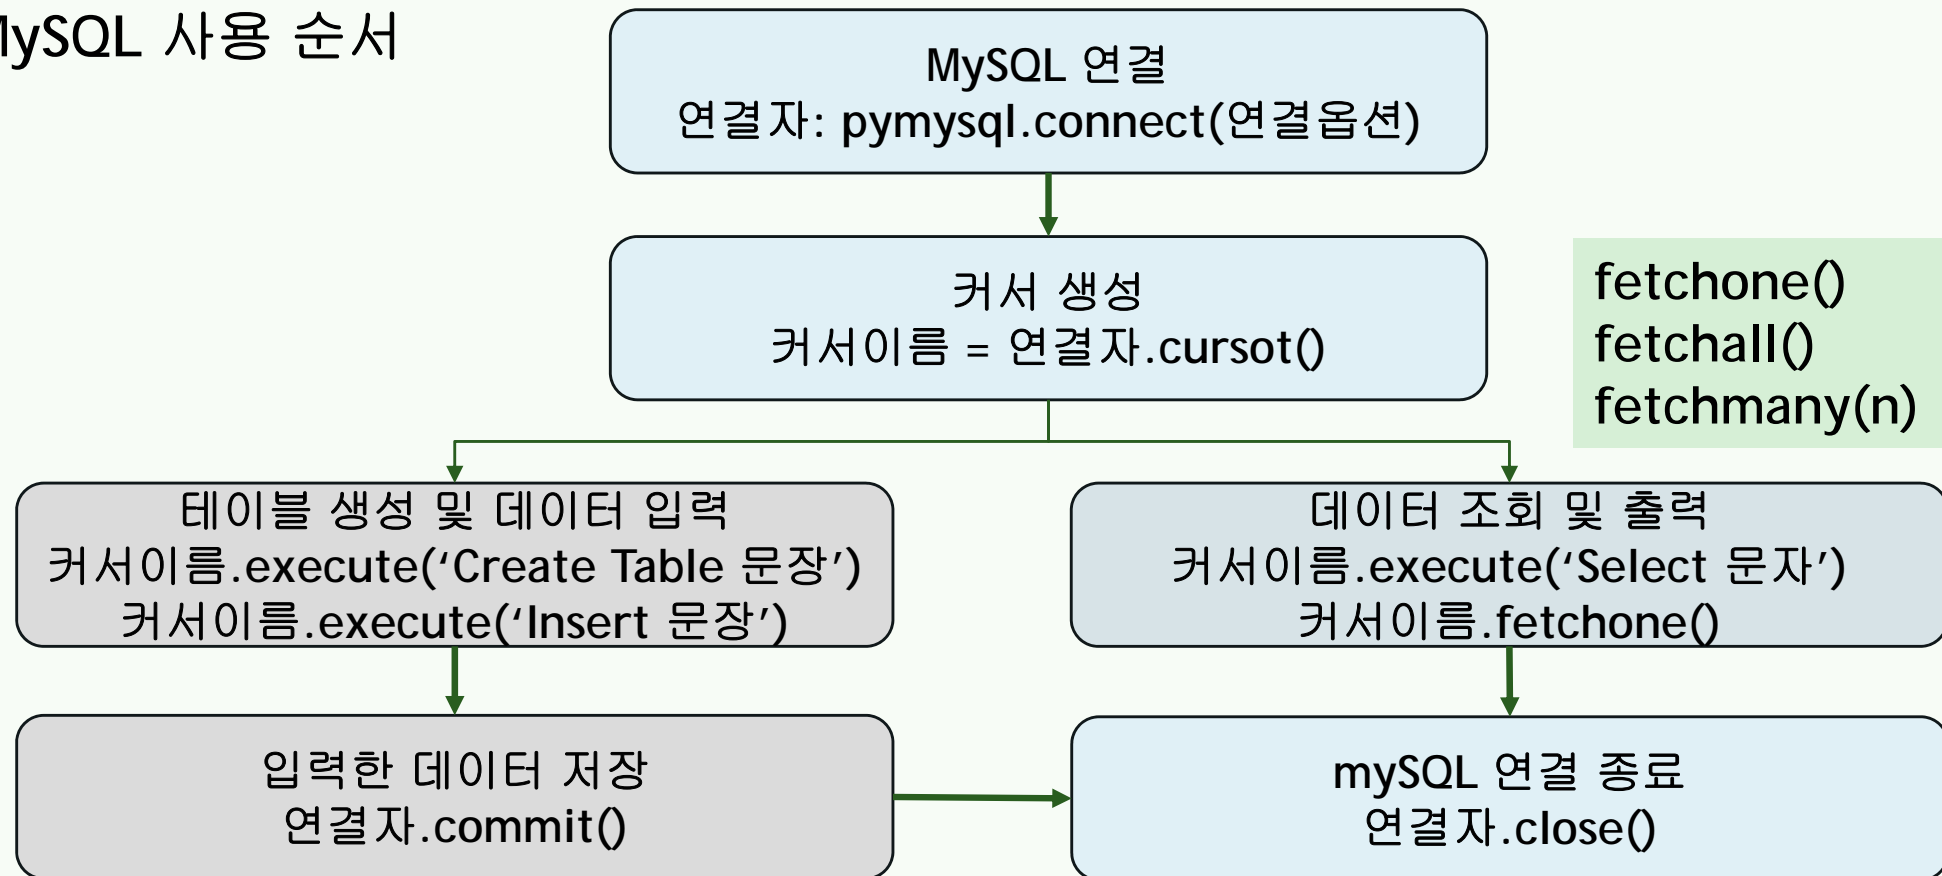 MySQL 사용 순서
MySQL 연결
연결자: pymysql.connect(연결옵션)
커서 생성
커서이름 = 연결자.cursot()
fetchone()
fetchall()
fetchmany(n)
테이블 생성 및 데이터 입력
커서이름.execute(‘Create Table 문장’)
커서이름.execute(‘Insert 문장’)
데이터 조회 및 출력
커서이름.execute(‘Select 문자’)
커서이름.fetchone()
입력한 데이터 저장
연결자.commit()
mySQL 연결 종료
연결자.close()